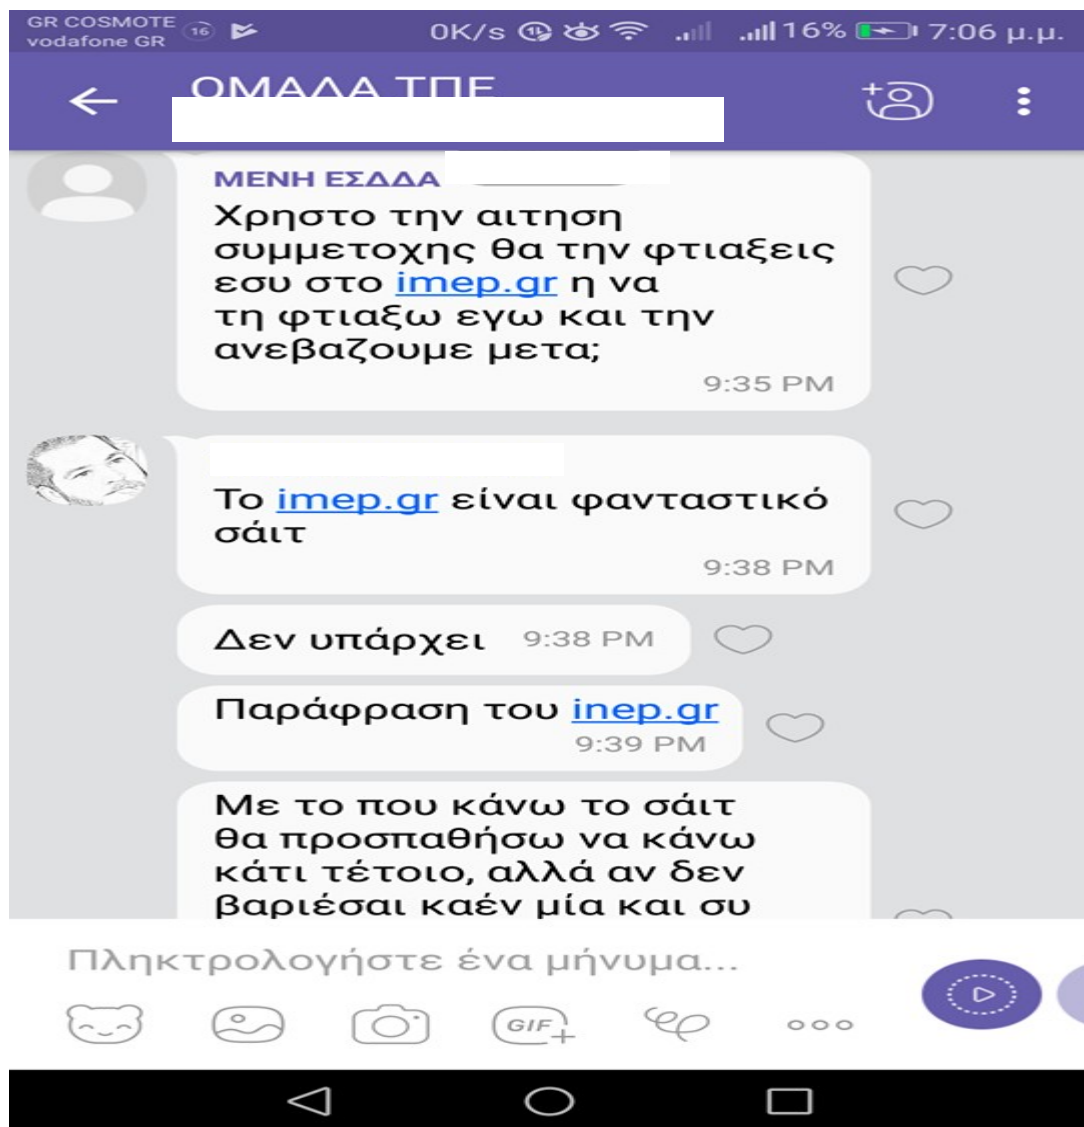 GR COSMOTE
vodafone GR
16
0K/s
16%
7:06 μ.μ.
ΟΜΑΔΑ ΤΠΕ
ΜΕΝΗ ΕΣΔΔΑ
Χρηστο την αιτηση
συμμετοχης θα την φτιαξεις
εσυ στο imep.gr η να
τη φτιαξω εγω και την
ανεβαζουμε μετα;
9:35 PM
Το imep.gr είναι φανταστικό
σάιτ
9:38 PM
Δεν υπάρχει 9:38 PM
Παράφραση του inep.gr
9:39 PM
Με το που κάνω το σάιτ
θα προσπαθήσω να κάνω
κάτι τέτοιο, αλλά αν δεν
βαριέσαι καέν μία και συ
Πληκτρολογήστε ένα μήνυμα...
GIF